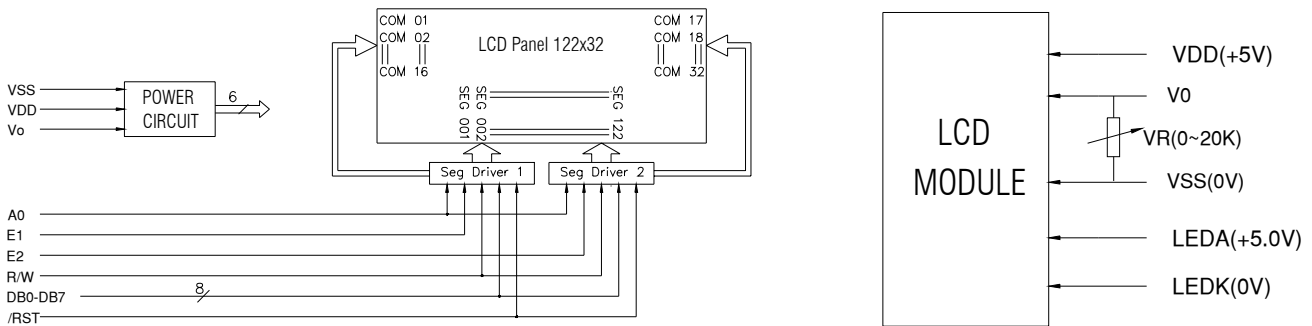 COM 01
COM 02
COM 16
LCD Panel 122x32
COM 17
COM 18
COM 32
SEG 001
SEG 002
SEG 122
VSS
VDD
Vo
POWER
CIRCUIT
6
Seg Driver 1
Seg Driver 2
A0
E1
E2
R/W
DB0-DB7
8
/RST
LCD
MODULE
VDD(+5V)
V0
VR(0~20K)
VSS(0V)
LEDA(+5.0V)
LEDK(0V)